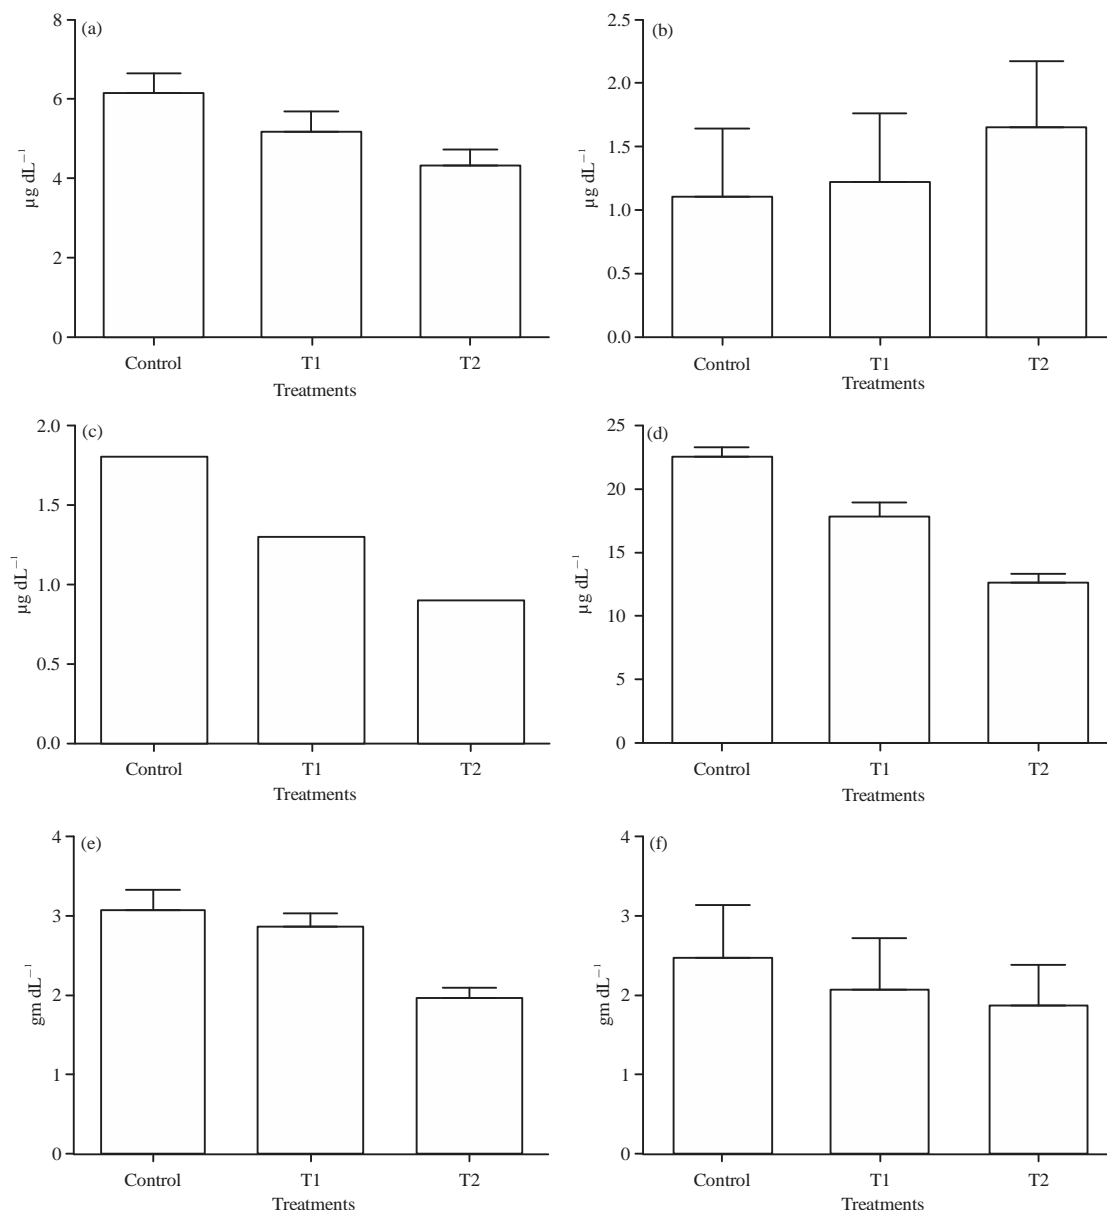 (a)
8
6
4
2
0
µg dL⁻¹
Control T1 T2
Treatments
(b)
2.5
2.0
1.5
1.0
0.5
0.0
µg dL⁻¹
Control T1 T2
Treatments
(c)
2.0
1.5
1.0
0.5
0.0
µg dL⁻¹
Control T1 T2
Treatments
(d)
25
20
15
10
5
0
µg dL⁻¹
Control T1 T2
Treatments
(e)
4
3
2
1
0
gm dL⁻¹
Control T1 T2
Treatments
(f)
4
3
2
1
0
gm dL⁻¹
Control T1 T2
Treatments